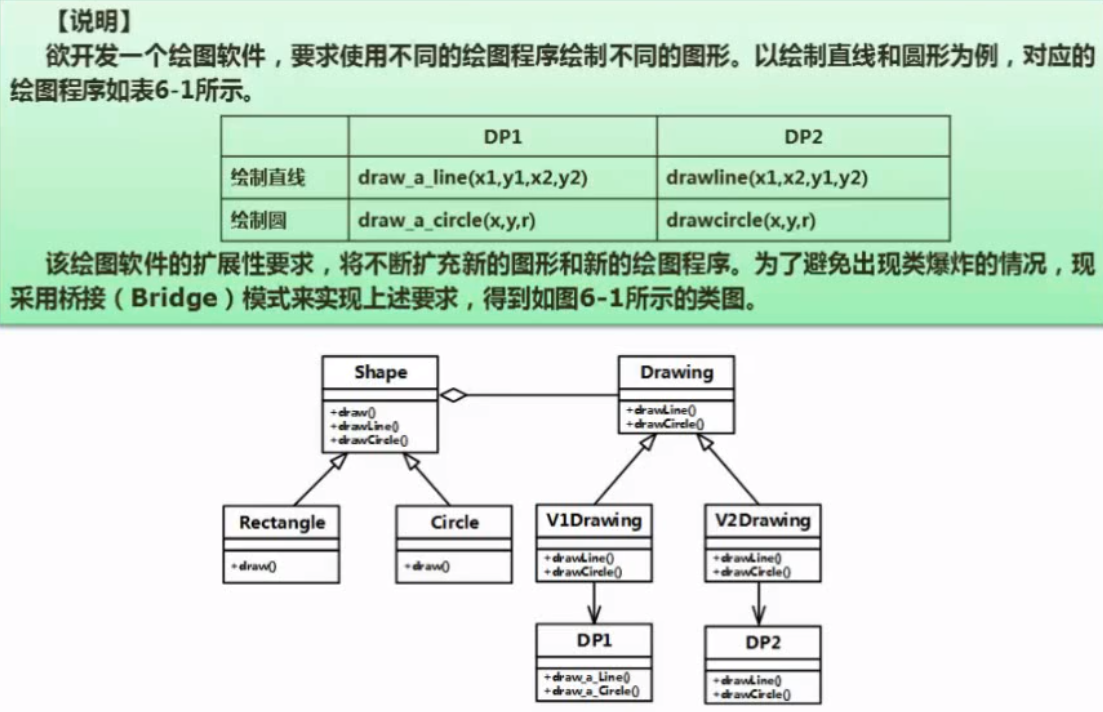 【说明】
欲开发一个绘图软件，要求使用不同的绘图程序绘制不同的图形。以绘制直线和圆形为例，对应的
绘图程序如表6-1所示。
DP1 DP2
绘制直线 draw_a_line(x1,y1,x2,y2) drawline(x1,x2,y1,y2)
绘制圆 draw_a_circle(x,y,r) drawcircle(x,y,r)
该绘图软件的扩展性要求，将不断扩充新的图形和新的绘图程序。为了避免出现类爆炸的情况，现
采用桥接（Bridge）模式来实现上述要求，得到如图6-1所示的类图。
Shape
+draw()
+drawLine()
+drawCircle()
Drawing
+drawLine()
+drawCircle()
Rectangle
+draw()
Circle
+draw()
V1Drawing
+drawLine()
+drawCircle()
V2Drawing
+drawLine()
+drawCircle()
DP1
+draw_a_Line()
+draw_a_Circle()
DP2
+drawLine()
+drawCircle()